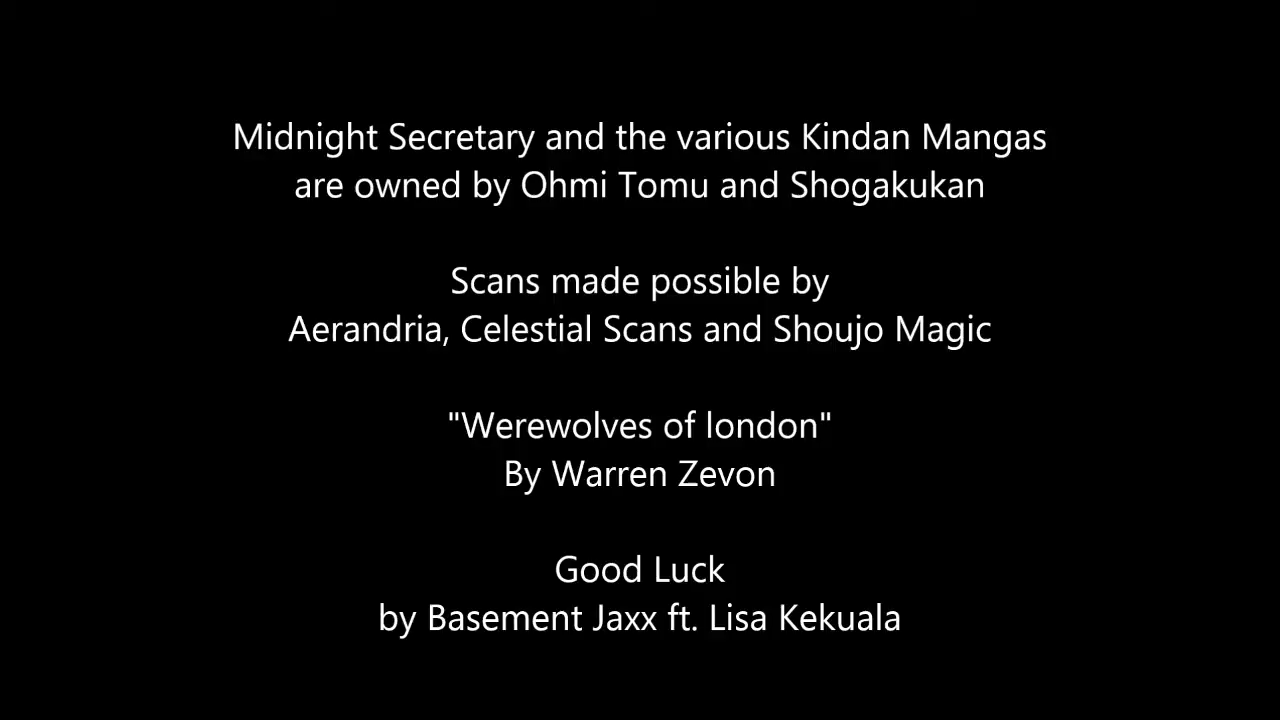 Midnight Secretary and the various Kindan Mangas
are owned by Ohmi Tomu and Shogakukan
Scans made possible by
Aerandria, Celestial Scans and Shoujo Magic
"Werewolves of london"
By Warren Zevon
Good Luck
by Basement Jaxx ft. Lisa Kekuala